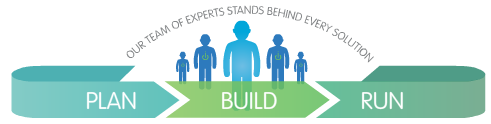 OUR TEAM OF EXPERTS STANDS BEHIND EVERY SOLUTION
PLAN
BUILD
RUN